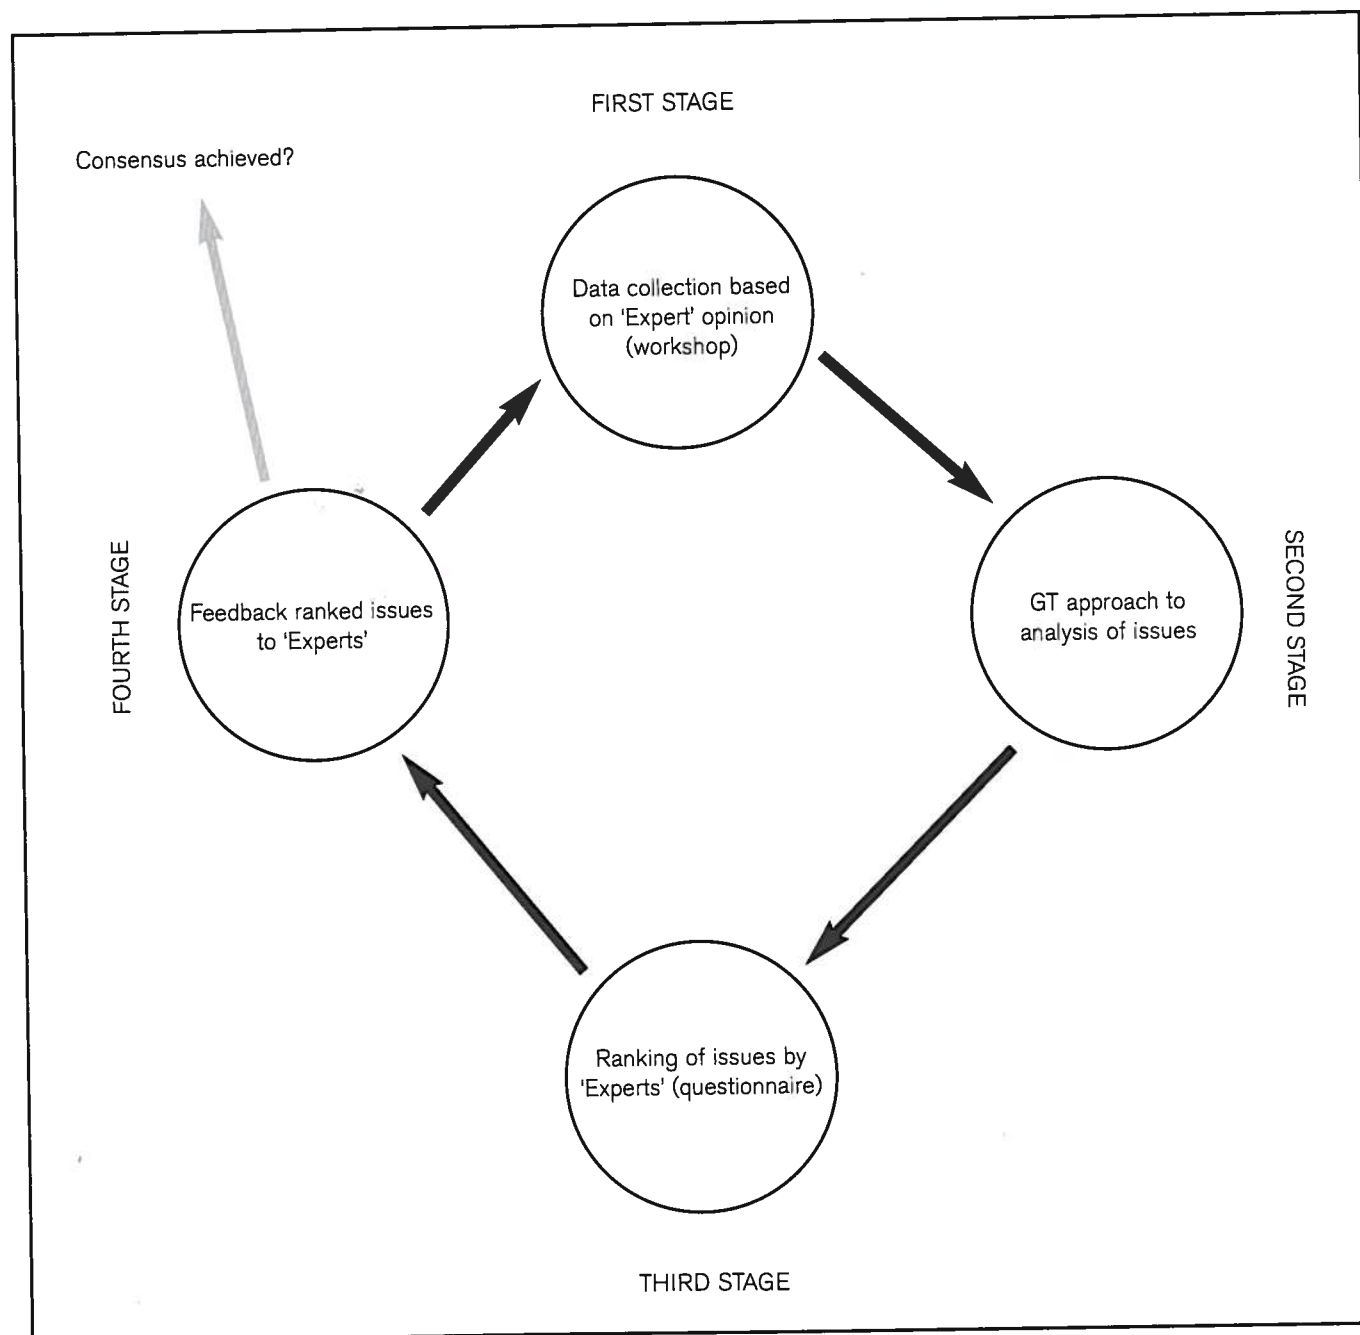 FIRST STAGE
Consensus achieved?
Data collection based
on 'Expert' opinion
(workshop)
FOURTH STAGE
Feedback ranked issues
to 'Experts'
GT approach to
analysis of issues
SECOND STAGE
Ranking of issues by
'Experts' (questionnaire)
THIRD STAGE